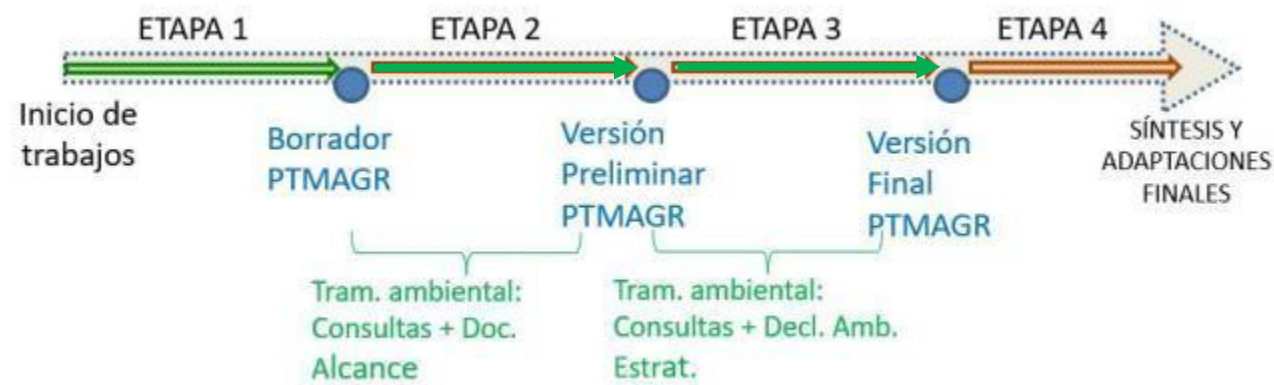 ETAPA 1
ETAPA 2
ETAPA 3
ETAPA 4
Inicio de
trabajos
Borrador
PTMAGR
Versión
Preliminar
PTMAGR
Versión
Final
PTMAGR
SÍNTESIS Y
ADAPTACIONES
FINALES
Tram. ambiental:
Consultas + Doc.
Alcance
Tram. ambiental:
Consultas + Decl. Amb.
Estrat.